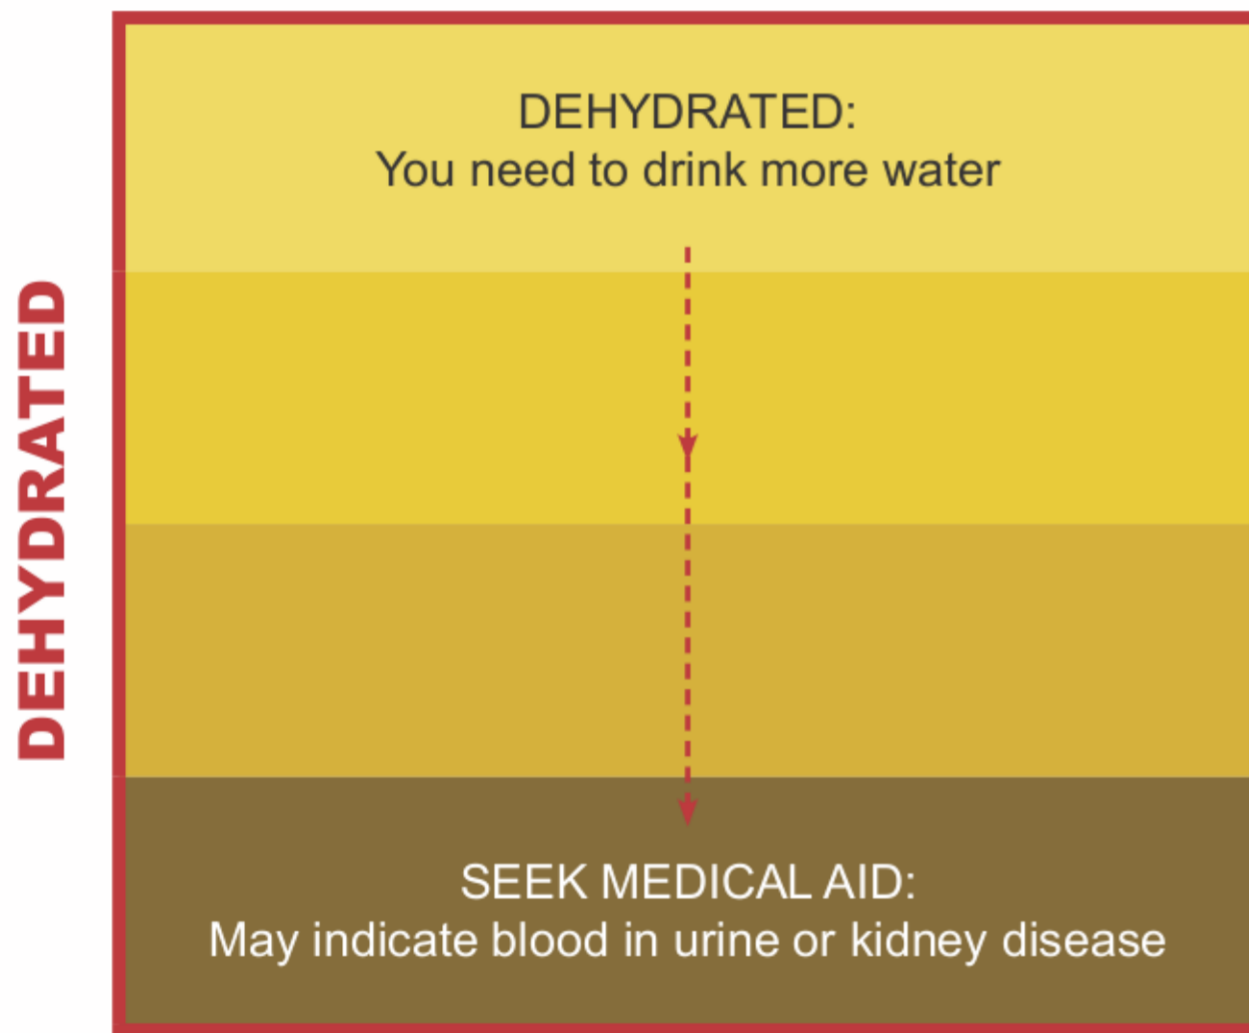 DEHYDRATED
DEHYDRATED:
You need to drink more water
SEEK MEDICAL AID:
May indicate blood in urine or kidney disease